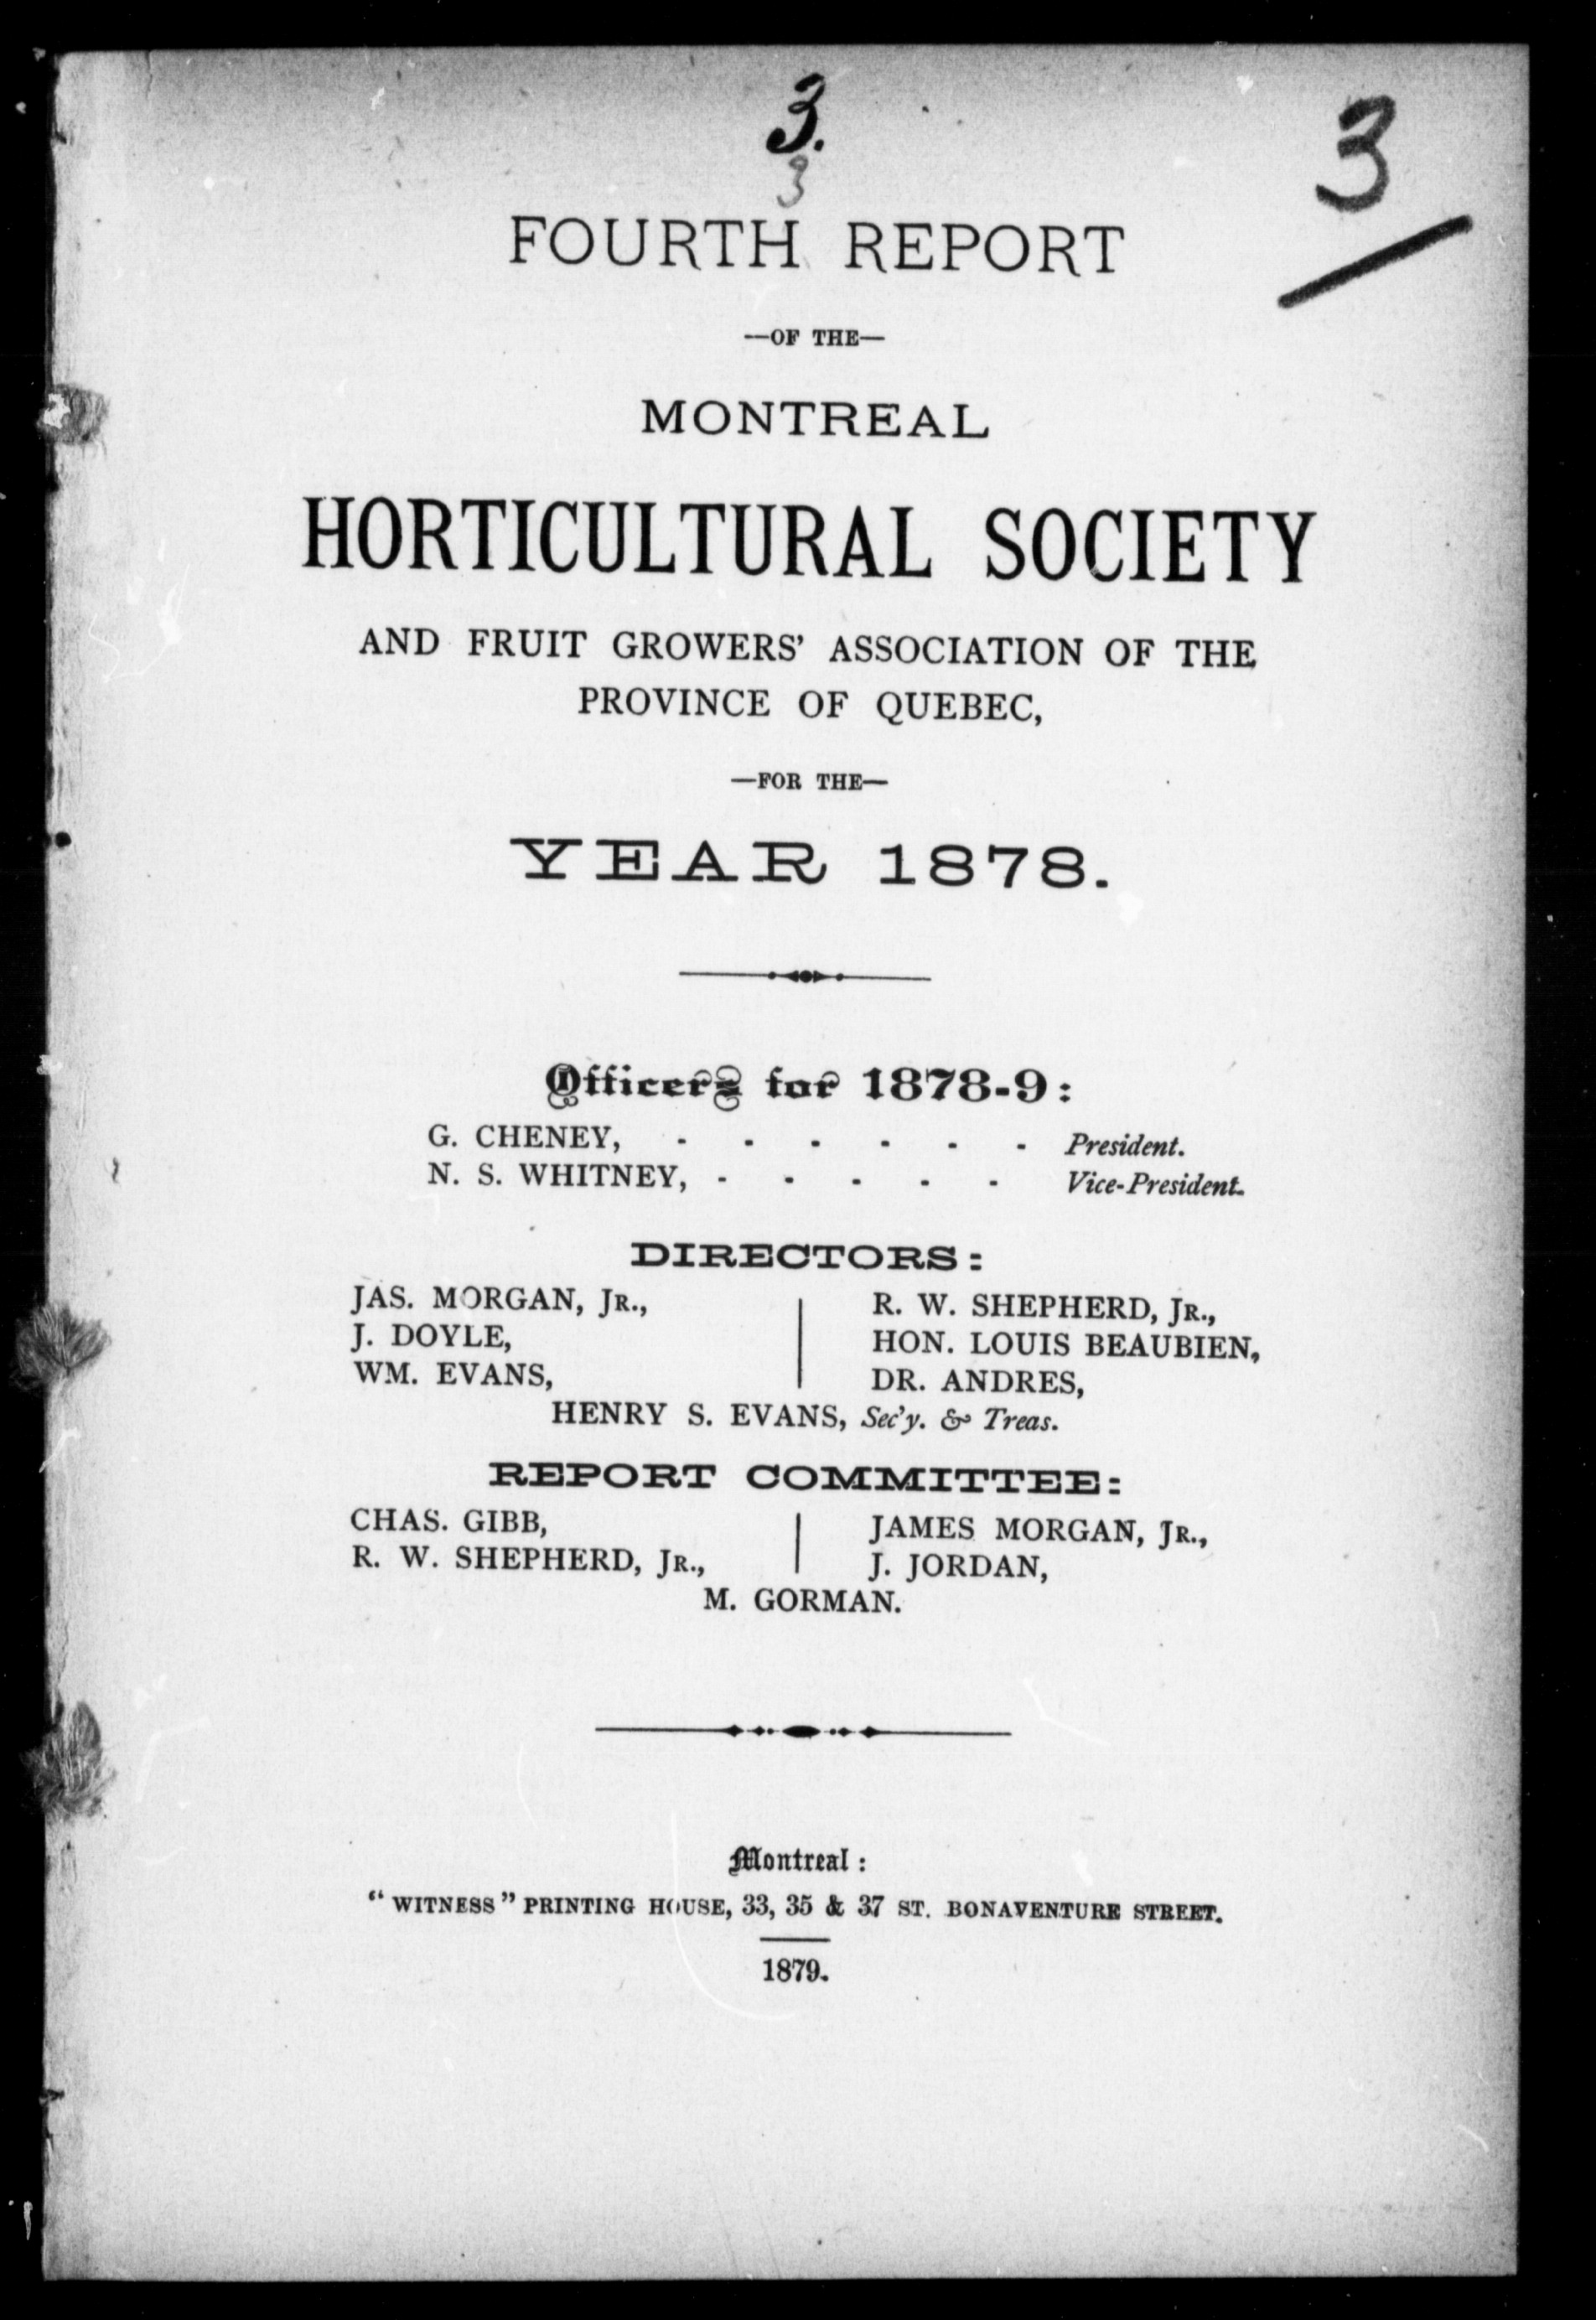 3.
3
3
FOURTH REPORT
—OF THE—
MONTREAL
HORTICULTURAL SOCIETY
AND FRUIT GROWERS' ASSOCIATION OF THE
PROVINCE OF QUEBEC,
—FOR THE—
YEAR 1878.
Officers for 1878-9:
G. CHENEY, - - - - - - President.
N. S. WHITNEY, - - - - - Vice-President.
DIRECTORS:
JAS. MORGAN, JR.,
J. DOYLE,
WM. EVANS,
R. W. SHEPHERD, JR.,
HON. LOUIS BEAUBIEN,
DR. ANDRES,
HENRY S. EVANS, Sec'y. & Treas.
REPORT COMMITTEE:
CHAS. GIBB,
R. W. SHEPHERD, JR.,
JAMES MORGAN, JR.,
J. JORDAN,
M. GORMAN.
Montreal:
"WITNESS" PRINTING HOUSE, 33, 35 & 37 ST. BONAVENTURE STREET.
1879.